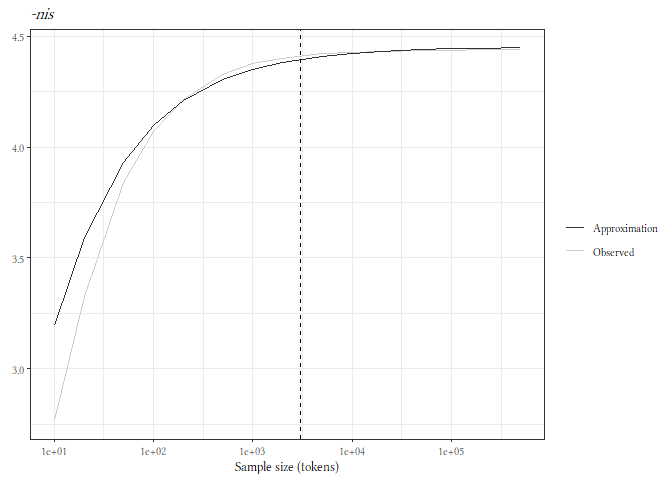 -nis
4.5
4.0
3.5
3.0
1e+01 1e+02 1e+03 1e+04 1e+05
Sample size (tokens)
Approximation
Observed